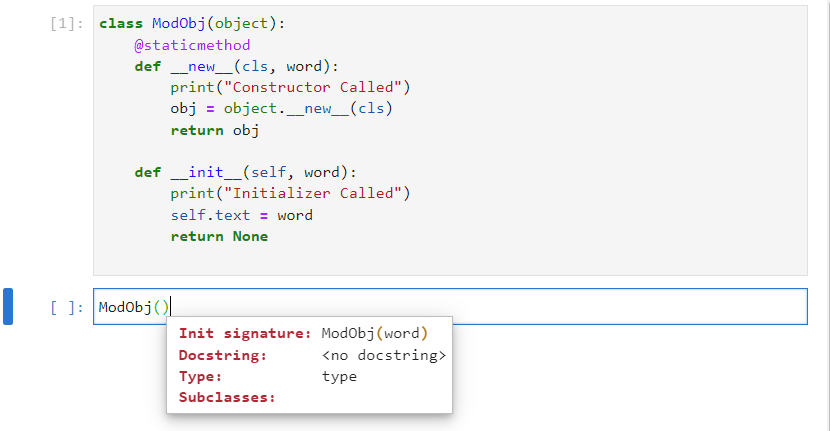 [1]: class ModObj(object):
    @staticmethod
    def __new__(cls, word):
        print("Constructor Called")
        obj = object.__new__(cls)
        return obj

    def __init__(self, word):
        print("Initializer Called")
        self.text = word
        return None
[ ]: ModObj()
Init signature: ModObj(word)
Docstring: <no docstring>
Type: type
Subclasses: